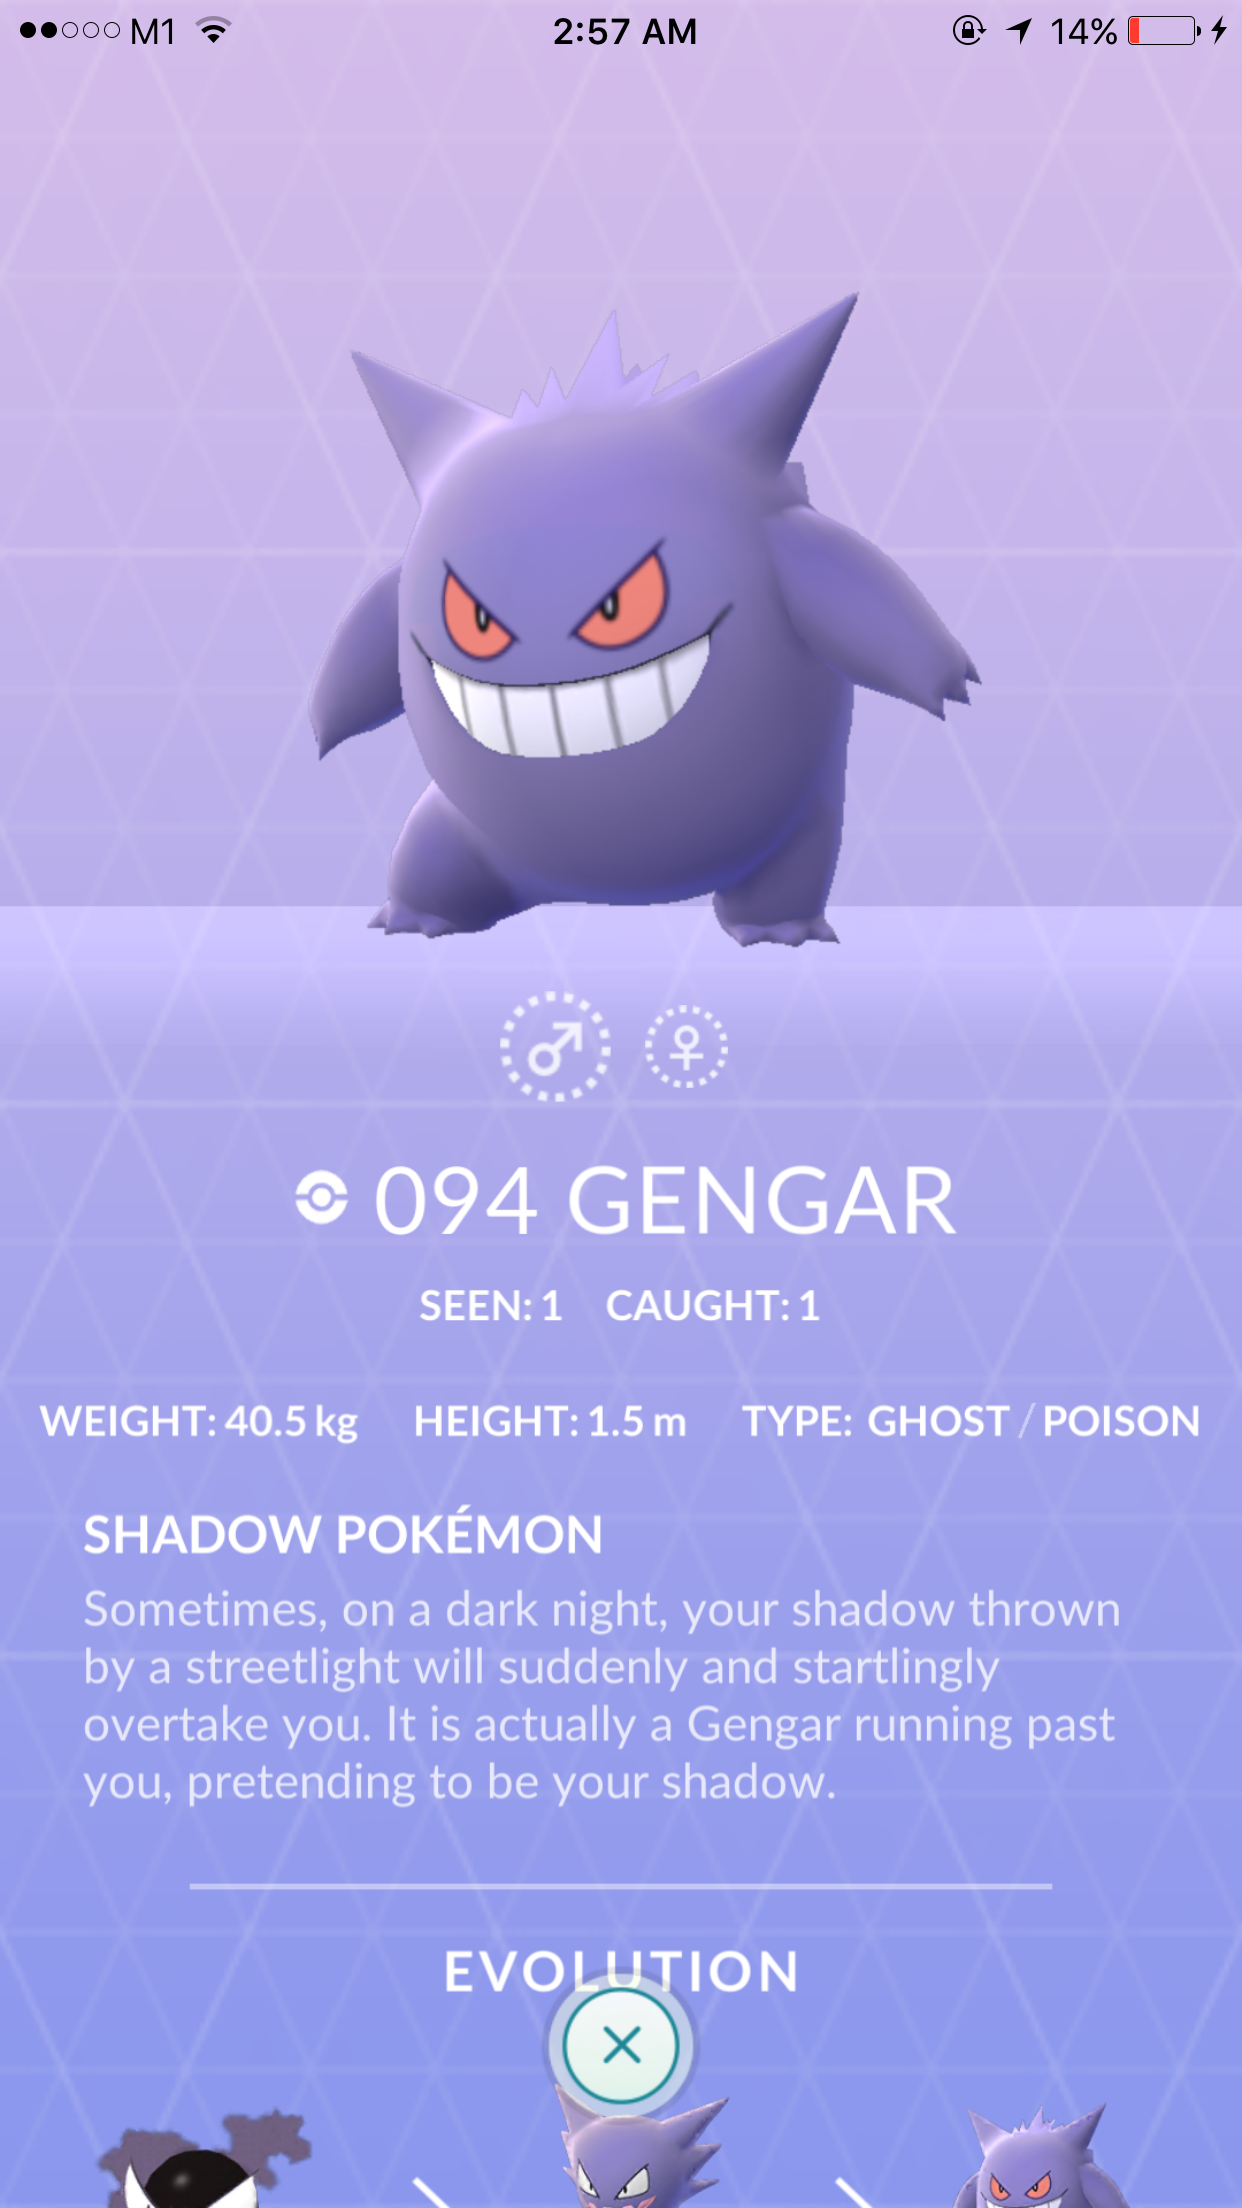 M1 2:57 AM 14%
094 GENGAR
SEEN: 1 CAUGHT: 1
WEIGHT: 40.5 kg HEIGHT: 1.5 m TYPE: GHOST / POISON
SHADOW POKÉMON
Sometimes, on a dark night, your shadow thrown
by a streetlight will suddenly and startlingly
overtake you. It is actually a Gengar running past
you, pretending to be your shadow.
EVOLUTION